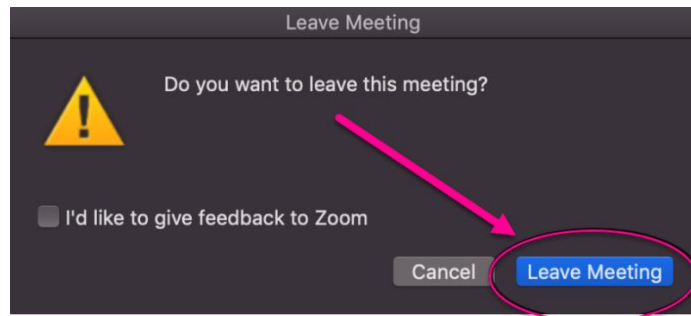 Leave Meeting
Do you want to leave this meeting?
I'd like to give feedback to Zoom
Cancel
Leave Meeting